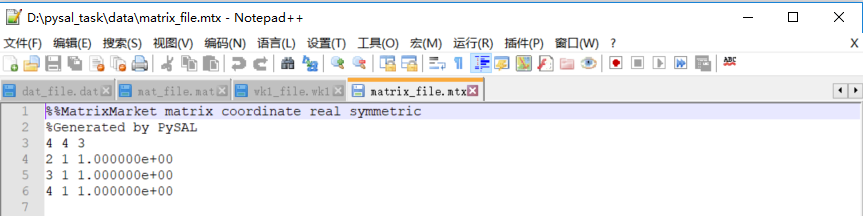 D:\pysal_task\data\matrix_file.mtx - Notepad++
文件(F) 编辑(E) 搜索(S) 视图(V) 编码(N) 语言(L) 设置(T) 工具(O) 宏(M) 运行(R) 插件(P) 窗口(W) ? X
ABC
dat_file.dat mat_file.mat wk1_file.wk1 matrix_file.mtx
1 %%MatrixMarket matrix coordinate real symmetric
2 %Generated by PySAL
3 4 4 3
4 2 1 1.000000e+00
5 3 1 1.000000e+00
6 4 1 1.000000e+00
7